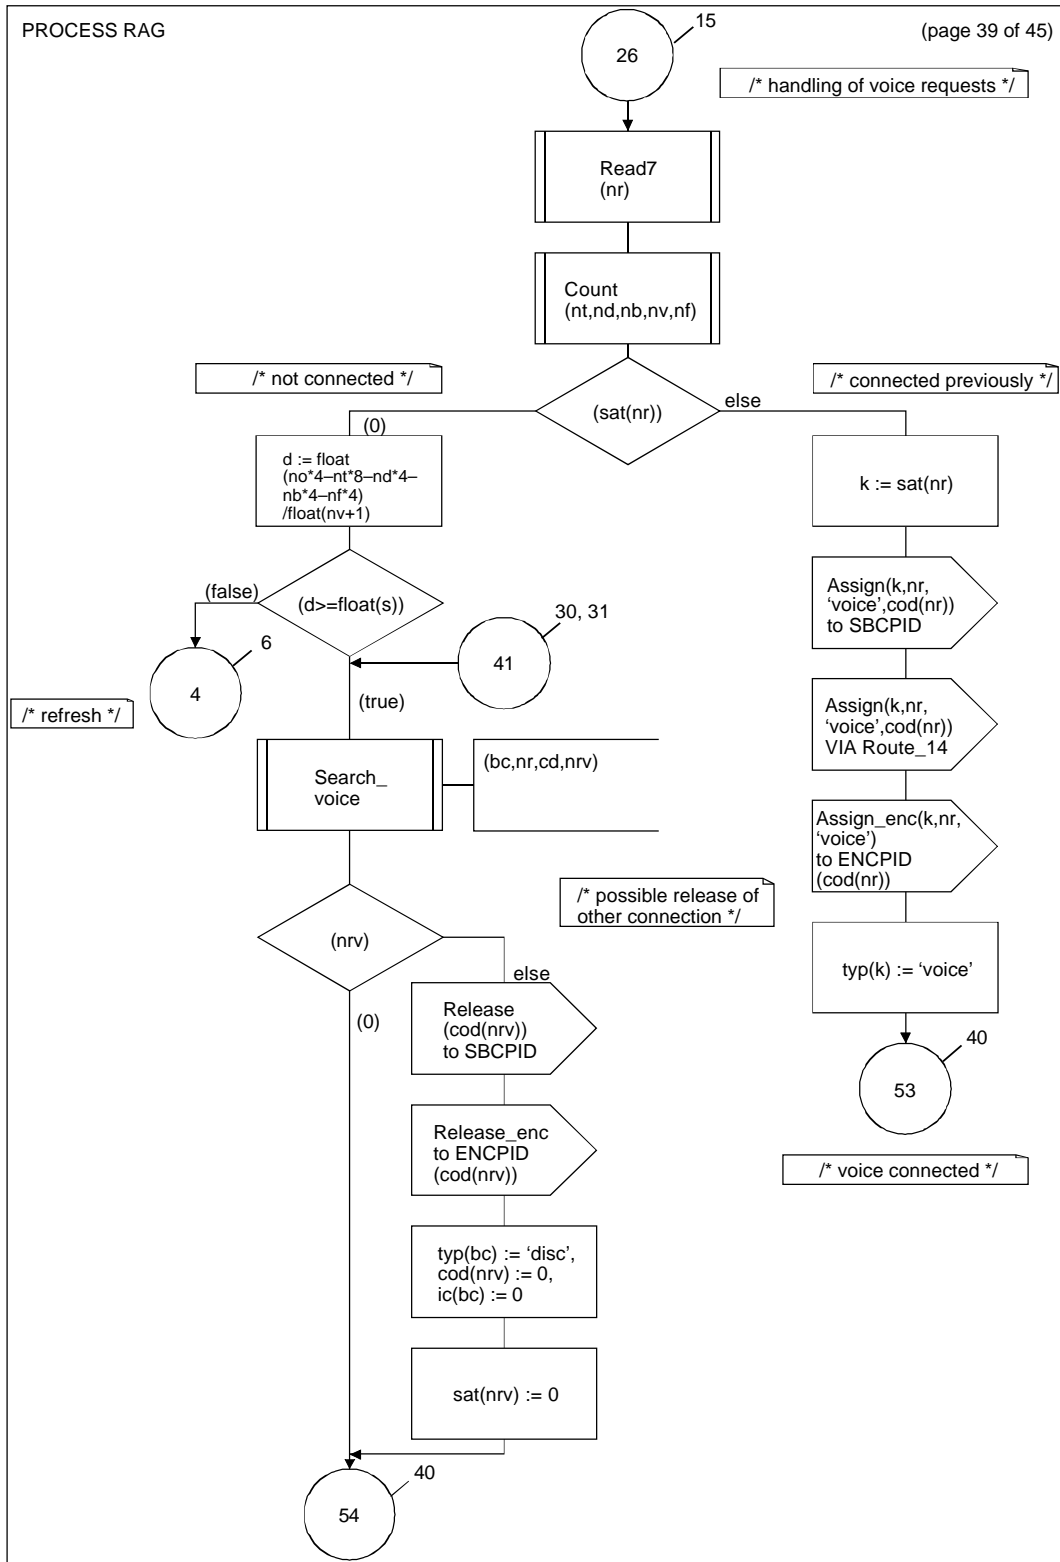 PROCESS RAG
(page 39 of 45)
15
26
/* handling of voice requests */
Read7
(nr)
Count
(nt,nd,nb,nv,nf)
/* not connected */
/* connected previously */
(sat(nr))
(0)
else
d := float
(no*4–nt*8–nd*4–
nb*4–nf*4)
/float(nv+1)
k := sat(nr)
(false)
(d>=float(s))
Assign(k,nr,
‘voice’,cod(nr))
to SBCPID
30, 31
6
41
4
(true)
/* refresh */
Assign(k,nr,
‘voice’,cod(nr))
VIA Route_14
Search_
voice
(bc,nr,cd,nrv)
Assign_enc(k,nr,
‘voice’)
to ENCPID
(cod(nr))
/* possible release of
other connection */
(nrv)
else
(0)
typ(k) := ‘voice’
Release
(cod(nrv))
to SBCPID
40
53
Release_enc
to ENCPID
(cod(nrv))
/* voice connected */
typ(bc) := ‘disc’,
cod(nrv) := 0,
ic(bc) := 0
sat(nrv) := 0
40
54